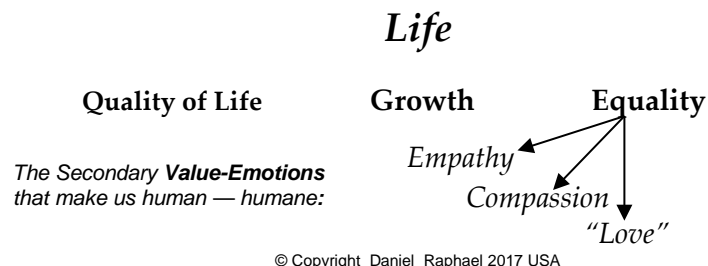 Life
Quality of Life Growth Equality
Empathy
The Secondary Value-Emotions
that make us human — humane:
Compassion
“Love”
© Copyright Daniel Raphael 2017 USA